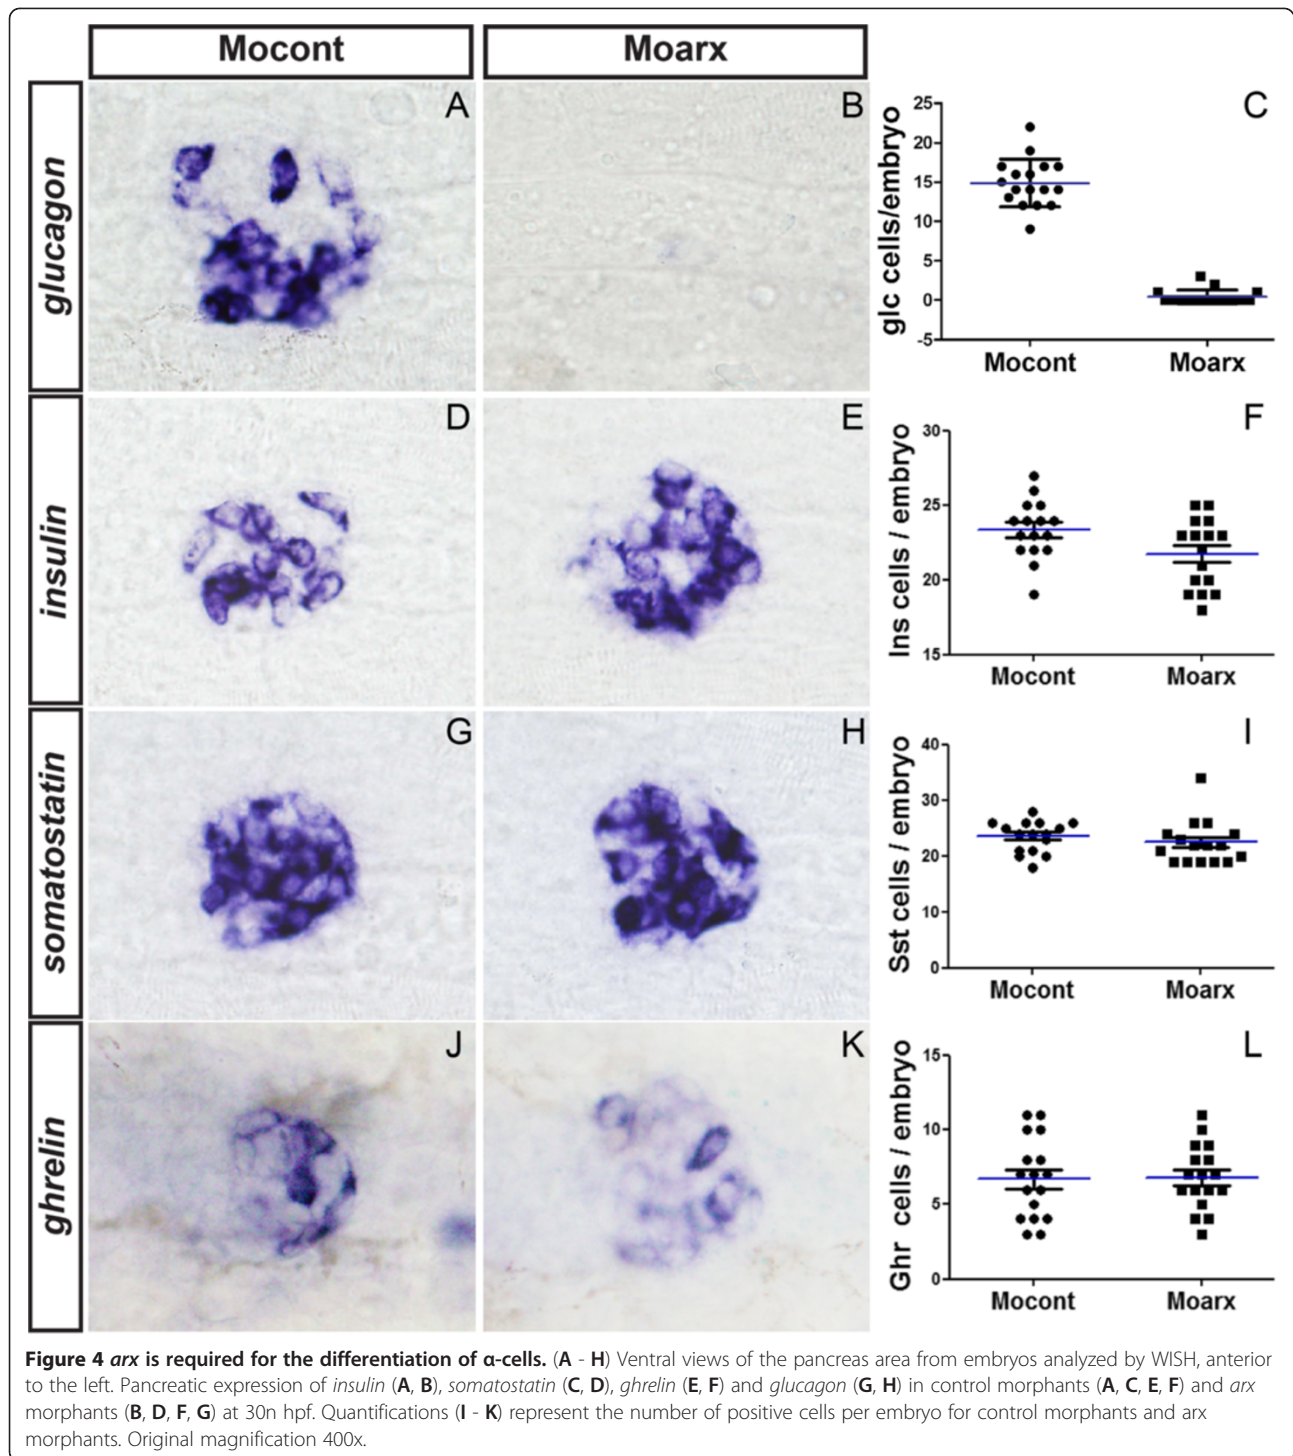 Mocont
Moarx
glucagon
A
B
C
glc cells/embryo
25
20
15
10
5
0
-5
Mocont
Moarx
insulin
D
E
F
Ins cells / embryo
30
25
20
15
Mocont
Moarx
somatostatin
G
H
I
Sst cells / embryo
40
30
20
10
0
Mocont
Moarx
ghrelin
J
K
L
Ghr cells / embryo
15
10
5
0
Mocont
Moarx
Figure 4 arx is required for the differentiation of α-cells. (A - H) Ventral views of the pancreas area from embryos analyzed by WISH, anterior
to the left. Pancreatic expression of insulin (A, B), somatostatin (C, D), ghrelin (E, F) and glucagon (G, H) in control morphants (A, C, E, F) and arx
morphants (B, D, F, G) at 30n hpf. Quantifications (I - K) represent the number of positive cells per embryo for control morphants and arx
morphants. Original magnification 400x.